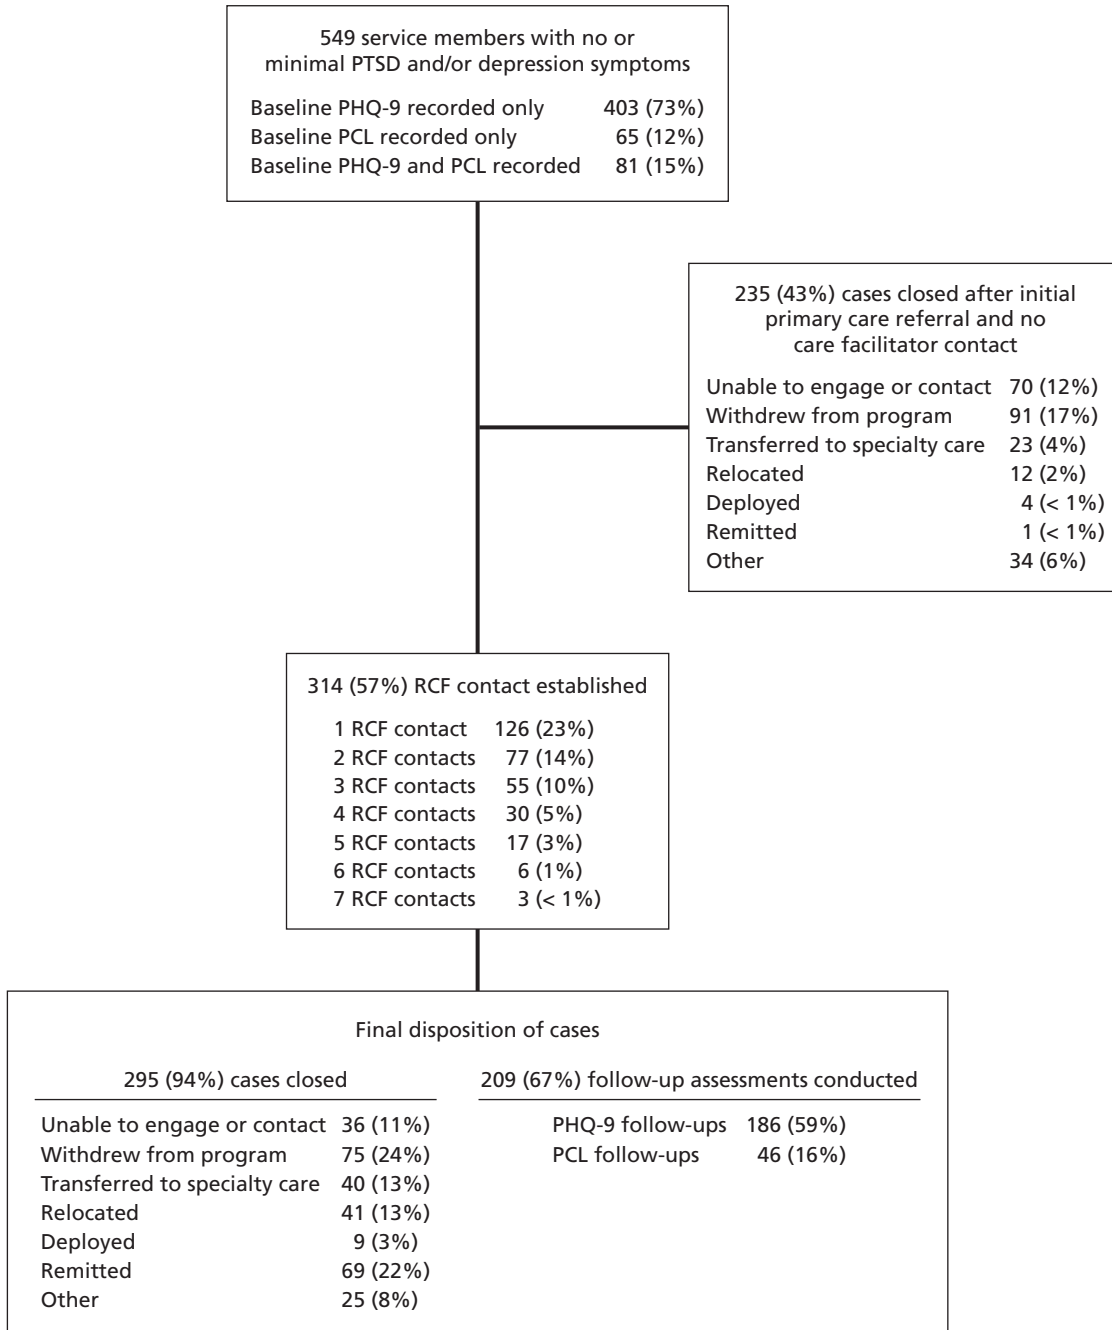 549 service members with no or
minimal PTSD and/or depression symptoms
Baseline PHQ-9 recorded only 403 (73%)
Baseline PCL recorded only 65 (12%)
Baseline PHQ-9 and PCL recorded 81 (15%)
235 (43%) cases closed after initial
primary care referral and no
care facilitator contact
Unable to engage or contact 70 (12%)
Withdrew from program 91 (17%)
Transferred to specialty care 23 (4%)
Relocated 12 (2%)
Deployed 4 (< 1%)
Remitted 1 (< 1%)
Other 34 (6%)
314 (57%) RCF contact established
1 RCF contact 126 (23%)
2 RCF contacts 77 (14%)
3 RCF contacts 55 (10%)
4 RCF contacts 30 (5%)
5 RCF contacts 17 (3%)
6 RCF contacts 6 (1%)
7 RCF contacts 3 (< 1%)
Final disposition of cases
295 (94%) cases closed
Unable to engage or contact 36 (11%)
Withdrew from program 75 (24%)
Transferred to specialty care 40 (13%)
Relocated 41 (13%)
Deployed 9 (3%)
Remitted 69 (22%)
Other 25 (8%)
209 (67%) follow-up assessments conducted
PHQ-9 follow-ups 186 (59%)
PCL follow-ups 46 (16%)